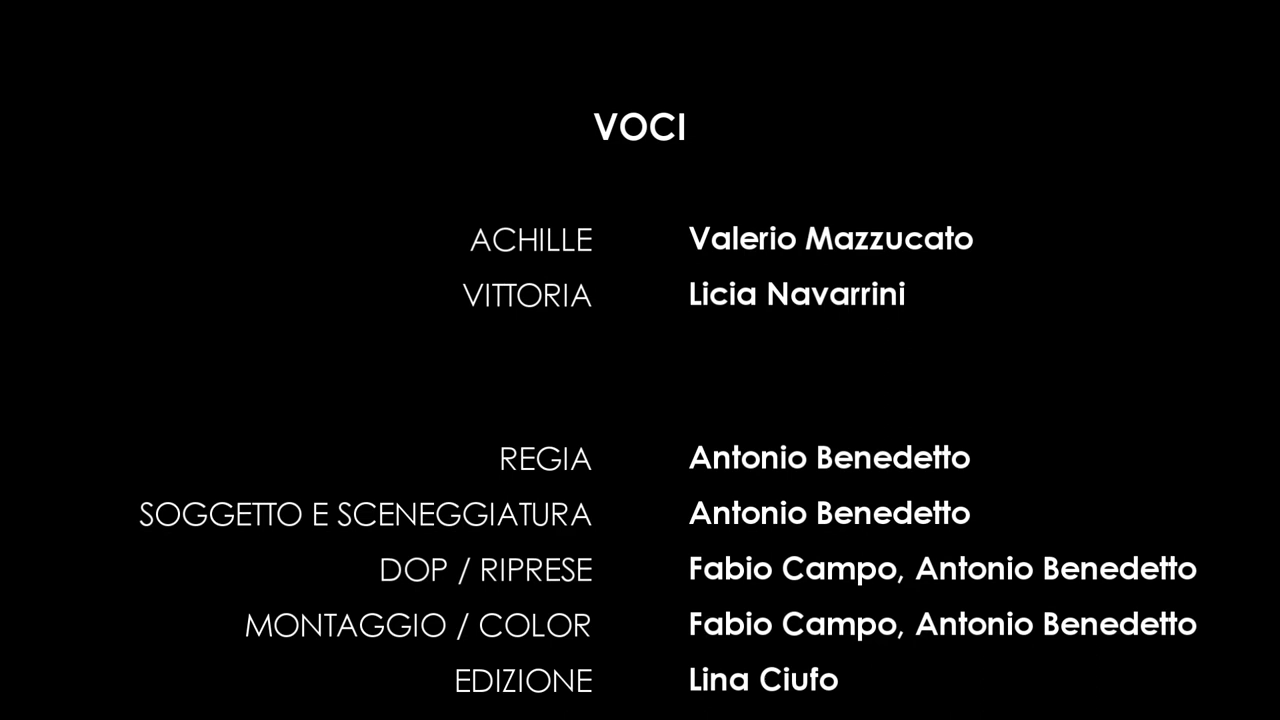 VOCI
ACHILLE Valerio Mazzucato
VITTORIA Licia Navarrini
REGIA Antonio Benedetto
SOGGETTO E SCENEGGIATURA Antonio Benedetto
DOP / RIPRESE Fabio Campo, Antonio Benedetto
MONTAGGIO / COLOR Fabio Campo, Antonio Benedetto
EDIZIONE Lina Ciufo